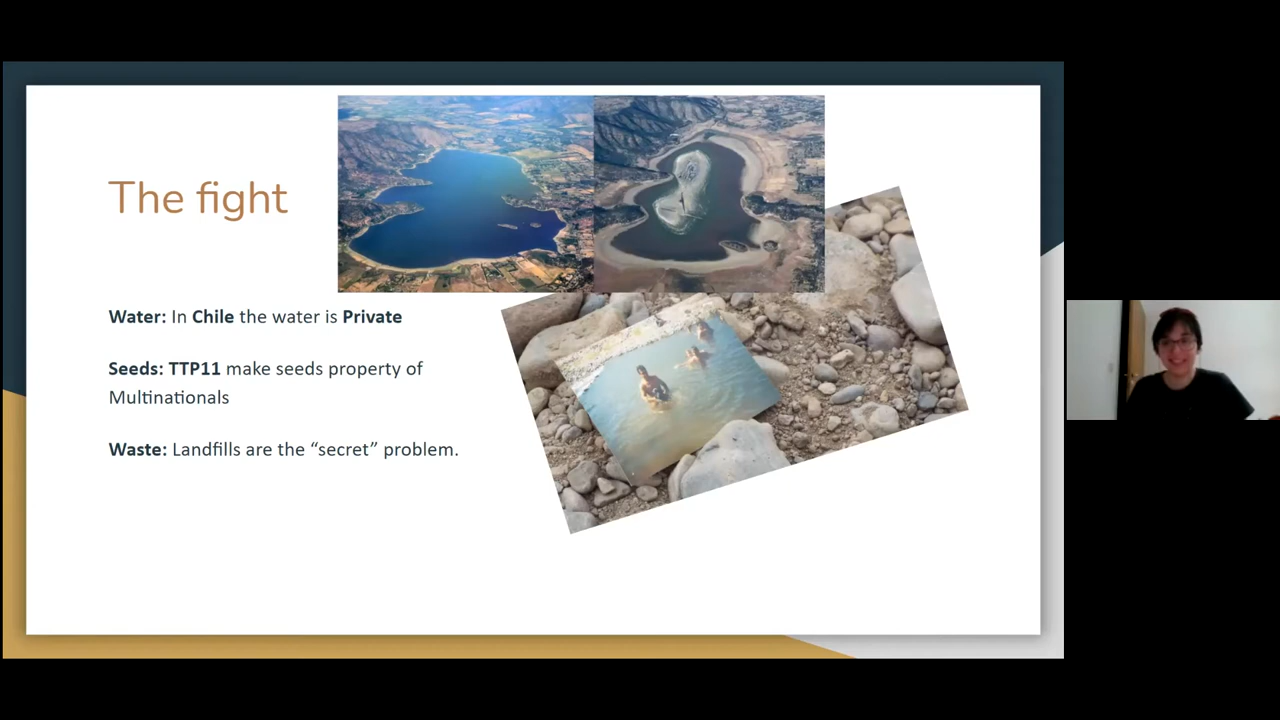 The fight
Water: In Chile the water is Private
Seeds: TTP11 make seeds property of
Multinationals
Waste: Landfills are the “secret” problem.